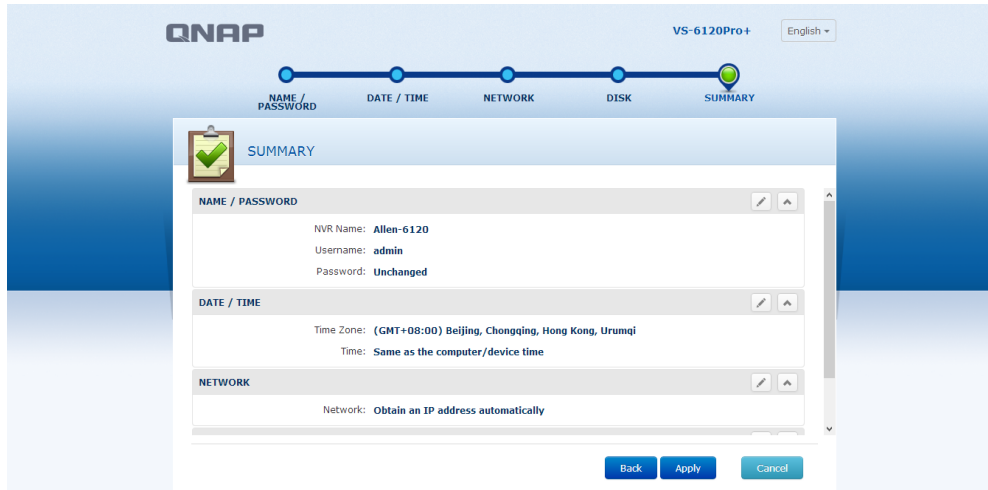 QNAP
VS-6120Pro+
English
NAME /
PASSWORD
DATE / TIME
NETWORK
DISK
SUMMARY
SUMMARY
NAME / PASSWORD
NVR Name: Allen-6120
Username: admin
Password: Unchanged
DATE / TIME
Time Zone: (GMT+08:00) Beijing, Chongqing, Hong Kong, Urumqi
Time: Same as the computer/device time
NETWORK
Network: Obtain an IP address automatically
Back
Apply
Cancel